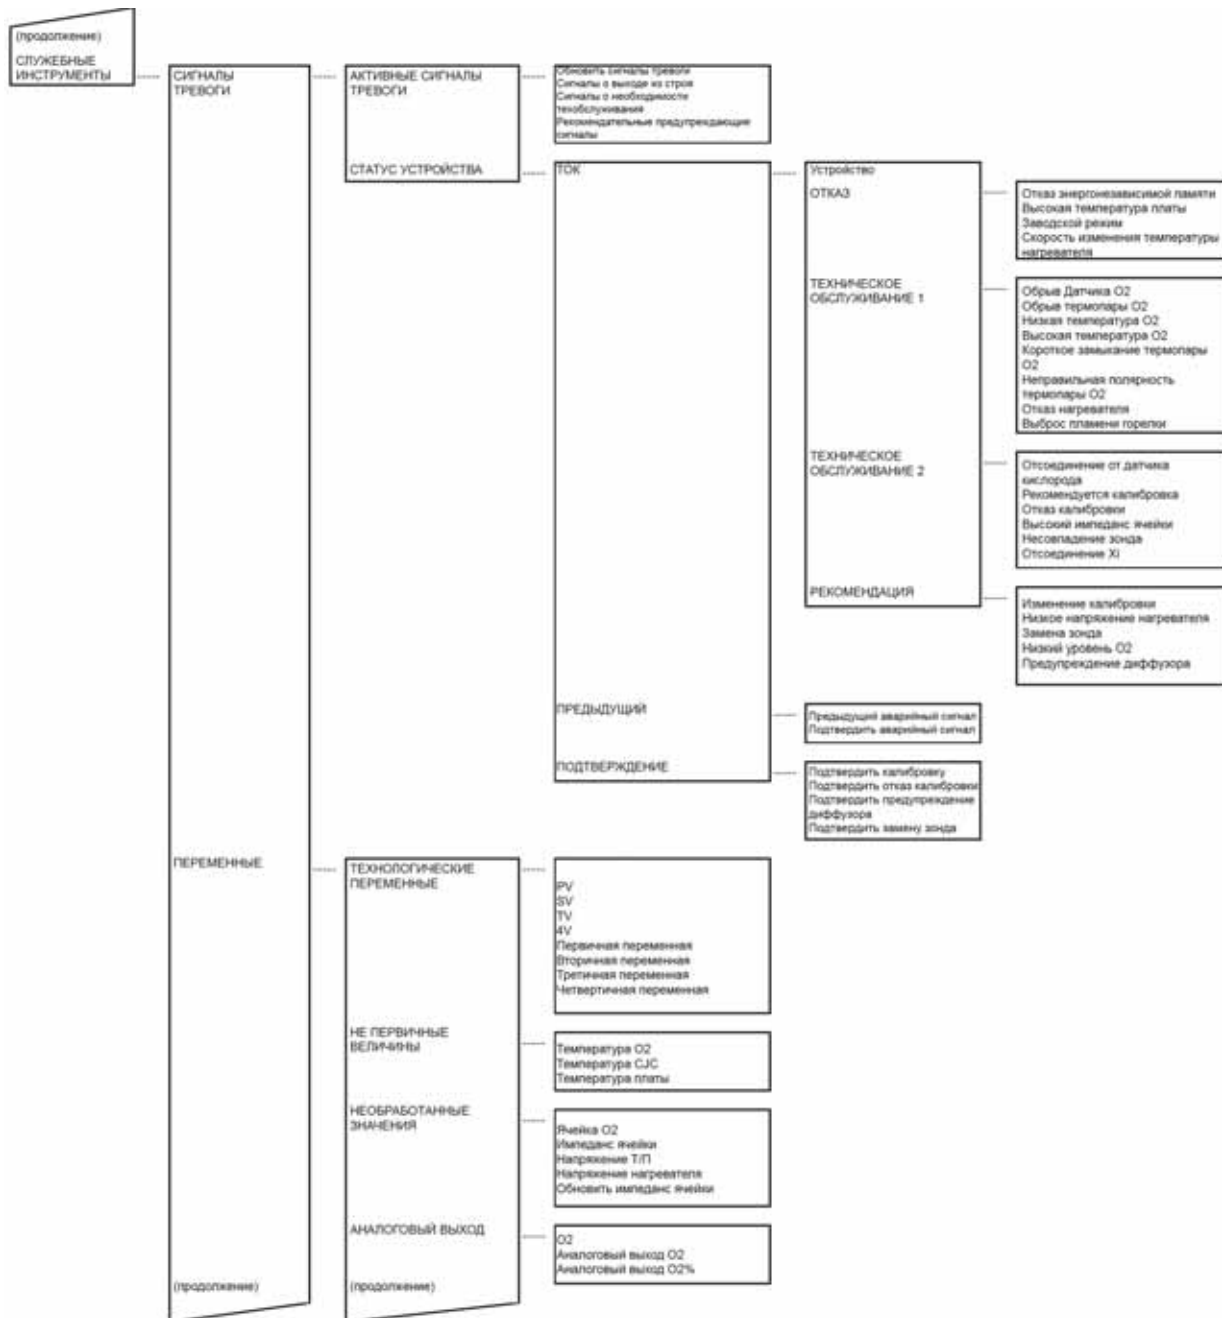 (продолжение)
СЛУЖЕБНЫЕ
ИНСТРУМЕНТЫ
СИГНАЛЫ
ТРЕВОГИ
АКТИВНЫЕ СИГНАЛЫ
ТРЕВОГИ
Обновить сигналы тревоги
Сигналы о выходе из строя
Сигналы о необходимости
техобслуживания
Рекомендательные предупреждающие
сигналы
СТАТУС УСТРОЙСТВА
ТОК
Устройство
ОТКАЗ
Отказ энергонезависимой памяти
Высокая температура платы
Заводской режим
Скорость изменения температуры
нагревателя
ТЕХНИЧЕСКОЕ
ОБСЛУЖИВАНИЕ 1
Обрыв Датчика O2
Обрыв термопары O2
Низкая температура O2
Высокая температура O2
Короткое замыкание термопары
O2
Неправильная полярность
термопары O2
Отказ нагревателя
Выброс пламени горелки
ТЕХНИЧЕСКОЕ
ОБСЛУЖИВАНИЕ 2
Отсоединение от датчика
кислорода
Рекомендуется калибровка
Отказ калибровки
Высокий импеданс ячейки
Несовпадение зонда
Отсоединение Xi
РЕКОМЕНДАЦИЯ
Изменение калибровки
Низкое напряжение нагревателя
Замена зонда
Низкий уровень O2
Предупреждение диффузора
ПРЕДЫДУЩИЙ
Предыдущий аварийный сигнал
Подтвердить аварийный сигнал
ПОДТВЕРЖДЕНИЕ
Подтвердить калибровку
Подтвердить отказ калибровки
Подтвердить предупреждение
диффузора
Подтвердить замену зонда
ПЕРЕМЕННЫЕ
ТЕХНОЛОГИЧЕСКИЕ
ПЕРЕМЕННЫЕ
PV
SV
TV
4V
Первичная переменная
Вторичная переменная
Третичная переменная
Четвертичная переменная
НЕ ПЕРВИЧНЫЕ
ВЕЛИЧИНЫ
Температура O2
Температура CJC
Температура платы
НЕОБРАБОТАННЫЕ
ЗНАЧЕНИЯ
Ячейка O2
Импеданс ячейки
Напряжение Т/П
Напряжение нагревателя
Обновить импеданс ячейки
АНАЛОГОВЫЙ ВЫХОД
O2
Аналоговый выход O2
Аналоговый выход O2%
(продолжение)
(продолжение)